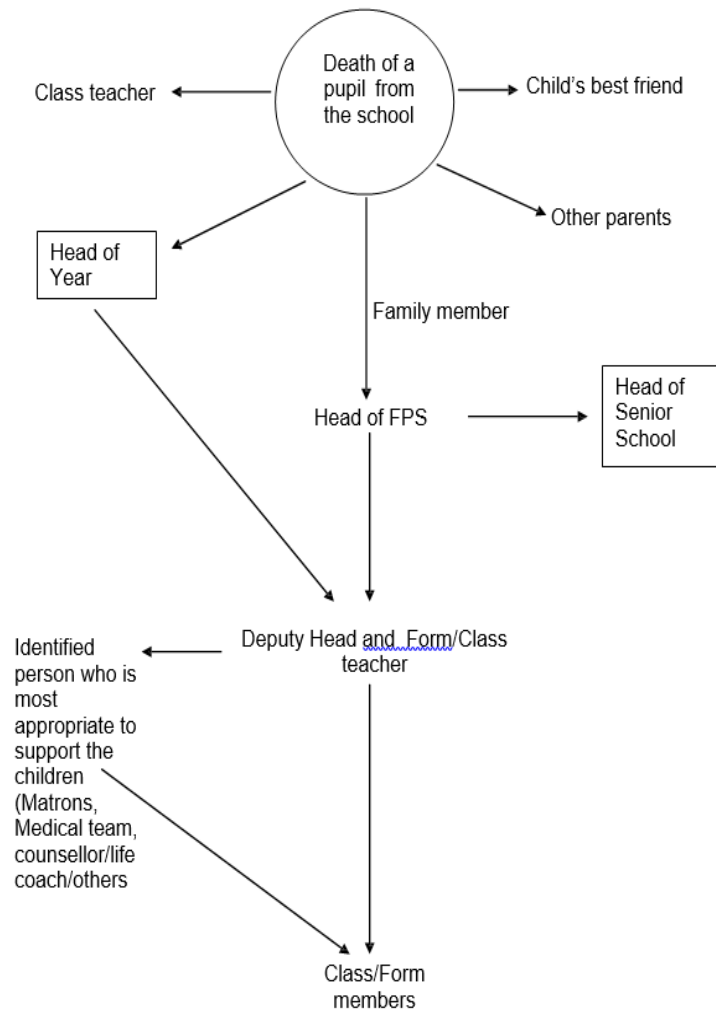 Death of a
pupil from
the school
Class teacher
Child's best friend
Other parents
Head of
Year
Family member
Head of FPS
Head of
Senior
School
Deputy Head and Form/Class
teacher
Identified
person who is
most
appropriate to
support the
children
(Matrons,
Medical team,
counsellor/life
coach/others
Class/Form
members